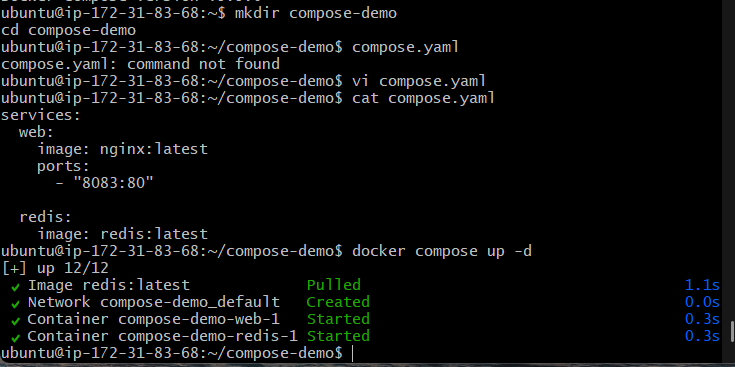 ubuntu@ip-172-31-83-68:~$ mkdir compose-demo
cd compose-demo
ubuntu@ip-172-31-83-68:~/compose-demo$ compose.yaml
compose.yaml: command not found
ubuntu@ip-172-31-83-68:~/compose-demo$ vi compose.yaml
ubuntu@ip-172-31-83-68:~/compose-demo$ cat compose.yaml
services:
  web:
    image: nginx:latest
    ports:
      - "8083:80"

  redis:
    image: redis:latest
ubuntu@ip-172-31-83-68:~/compose-demo$ docker compose up -d
[+] up 12/12
 ✔ Image redis:latest             Pulled 1.1s
 ✔ Network compose-demo_default   Created 0.0s
 ✔ Container compose-demo-web-1   Started 0.3s
 ✔ Container compose-demo-redis-1 Started 0.3s
ubuntu@ip-172-31-83-68:~/compose-demo$